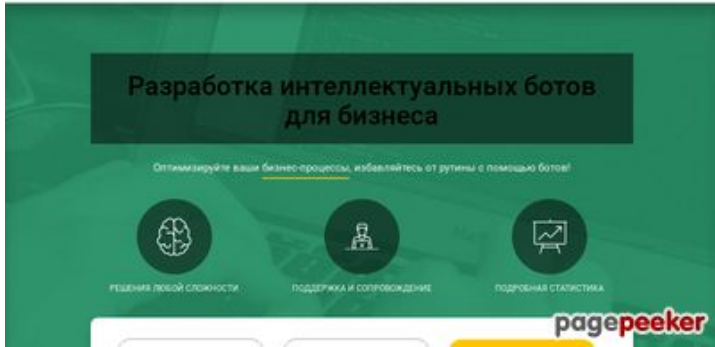 Разработка интеллектуальных ботов
для бизнеса
Оптимизируйте ваши бизнес-процессы, избавляйтесь от рутины с помощью ботов!
РЕШЕНИЯ ЛЮБОЙ СЛОЖНОСТИ
ПОДДЕРЖКА И СОПРОВОЖДЕНИЕ
ПОДРОБНАЯ СТАТИСТИКА
pagepeeker